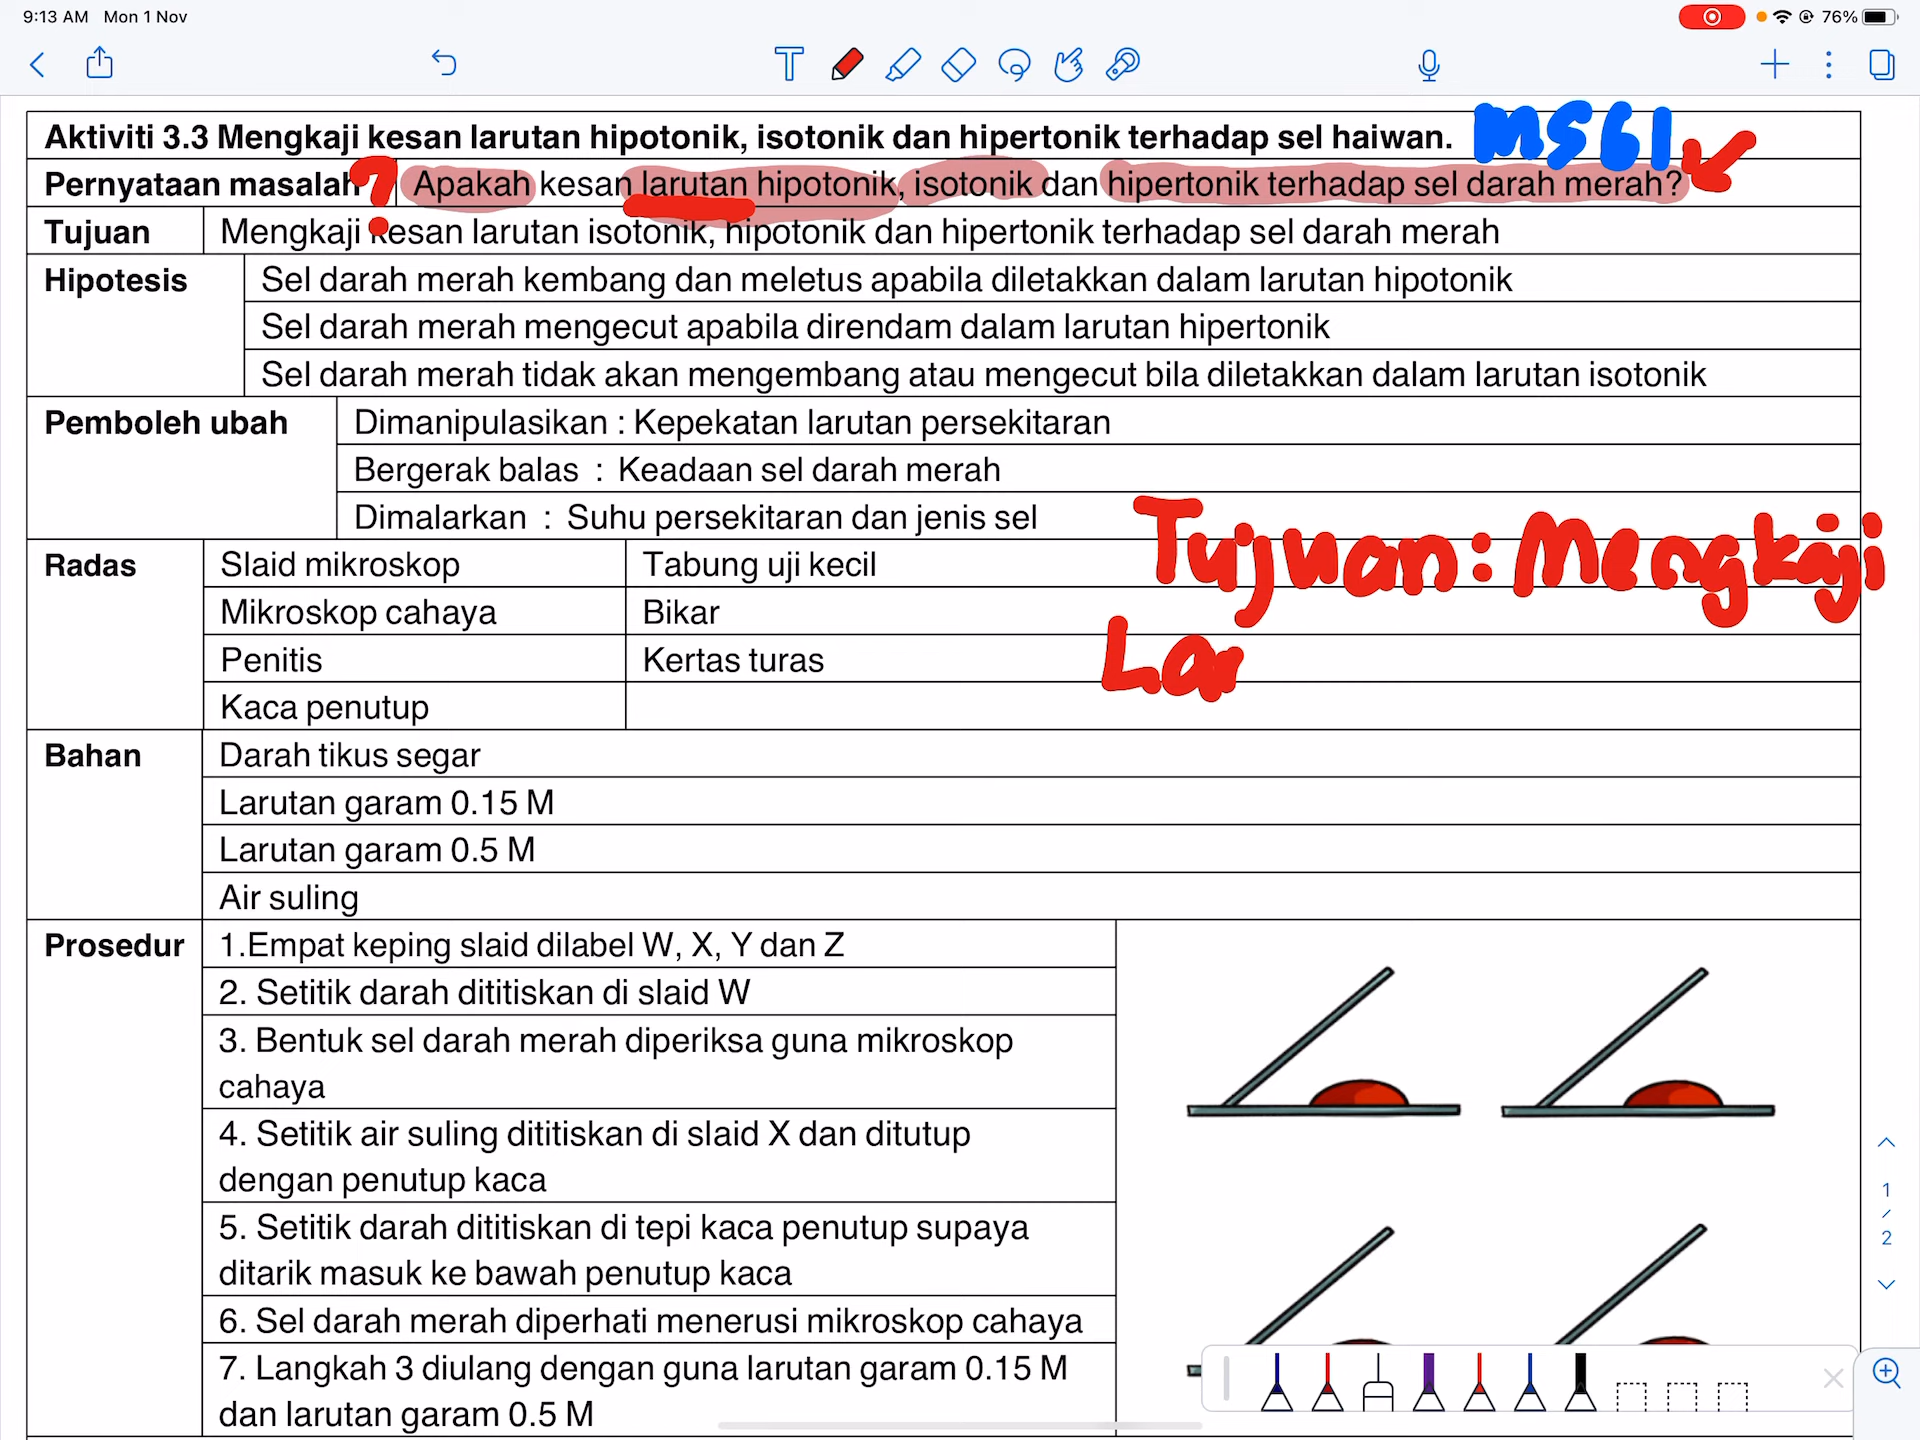 9:13 AM Mon 1 Nov
76%
Aktiviti 3.3 Mengkaji kesan larutan hipotonik, isotonik dan hipertonik terhadap sel haiwan. MS61
Pernyataan masalah ? Apakah kesan larutan hipotonik, isotonik dan hipertonik terhadap sel darah merah?
Tujuan Mengkaji kesan larutan isotonik, hipotonik dan hipertonik terhadap sel darah merah
Hipotesis Sel darah merah kembang dan meletus apabila diletakkan dalam larutan hipotonik
Sel darah merah mengecut apabila direndam dalam larutan hipertonik
Sel darah merah tidak akan mengembang atau mengecut bila diletakkan dalam larutan isotonik
Pemboleh ubah Dimanipulasikan : Kepekatan larutan persekitaran
Bergerak balas : Keadaan sel darah merah
Dimalarkan : Suhu persekitaran dan jenis sel
Tujuan: Mengkaji
Lar
Radas Slaid mikroskop Tabung uji kecil
Mikroskop cahaya Bikar
Penitis Kertas turas
Kaca penutup
Bahan Darah tikus segar
Larutan garam 0.15 M
Larutan garam 0.5 M
Air suling
Prosedur 1.Empat keping slaid dilabel W, X, Y dan Z
2. Setitik darah dititiskan di slaid W
3. Bentuk sel darah merah diperiksa guna mikroskop
cahaya
4. Setitik air suling dititiskan di slaid X dan ditutup
dengan penutup kaca
5. Setitik darah dititiskan di tepi kaca penutup supaya
ditarik masuk ke bawah penutup kaca
6. Sel darah merah diperhati menerusi mikroskop cahaya
7. Langkah 3 diulang dengan guna larutan garam 0.15 M
dan larutan garam 0.5 M
1
/
2